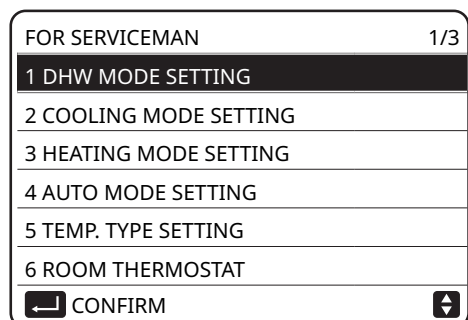 FOR SERVICEMAN 1/3
1 DHW MODE SETTING
2 COOLING MODE SETTING
3 HEATING MODE SETTING
4 AUTO MODE SETTING
5 TEMP. TYPE SETTING
6 ROOM THERMOSTAT
CONFIRM